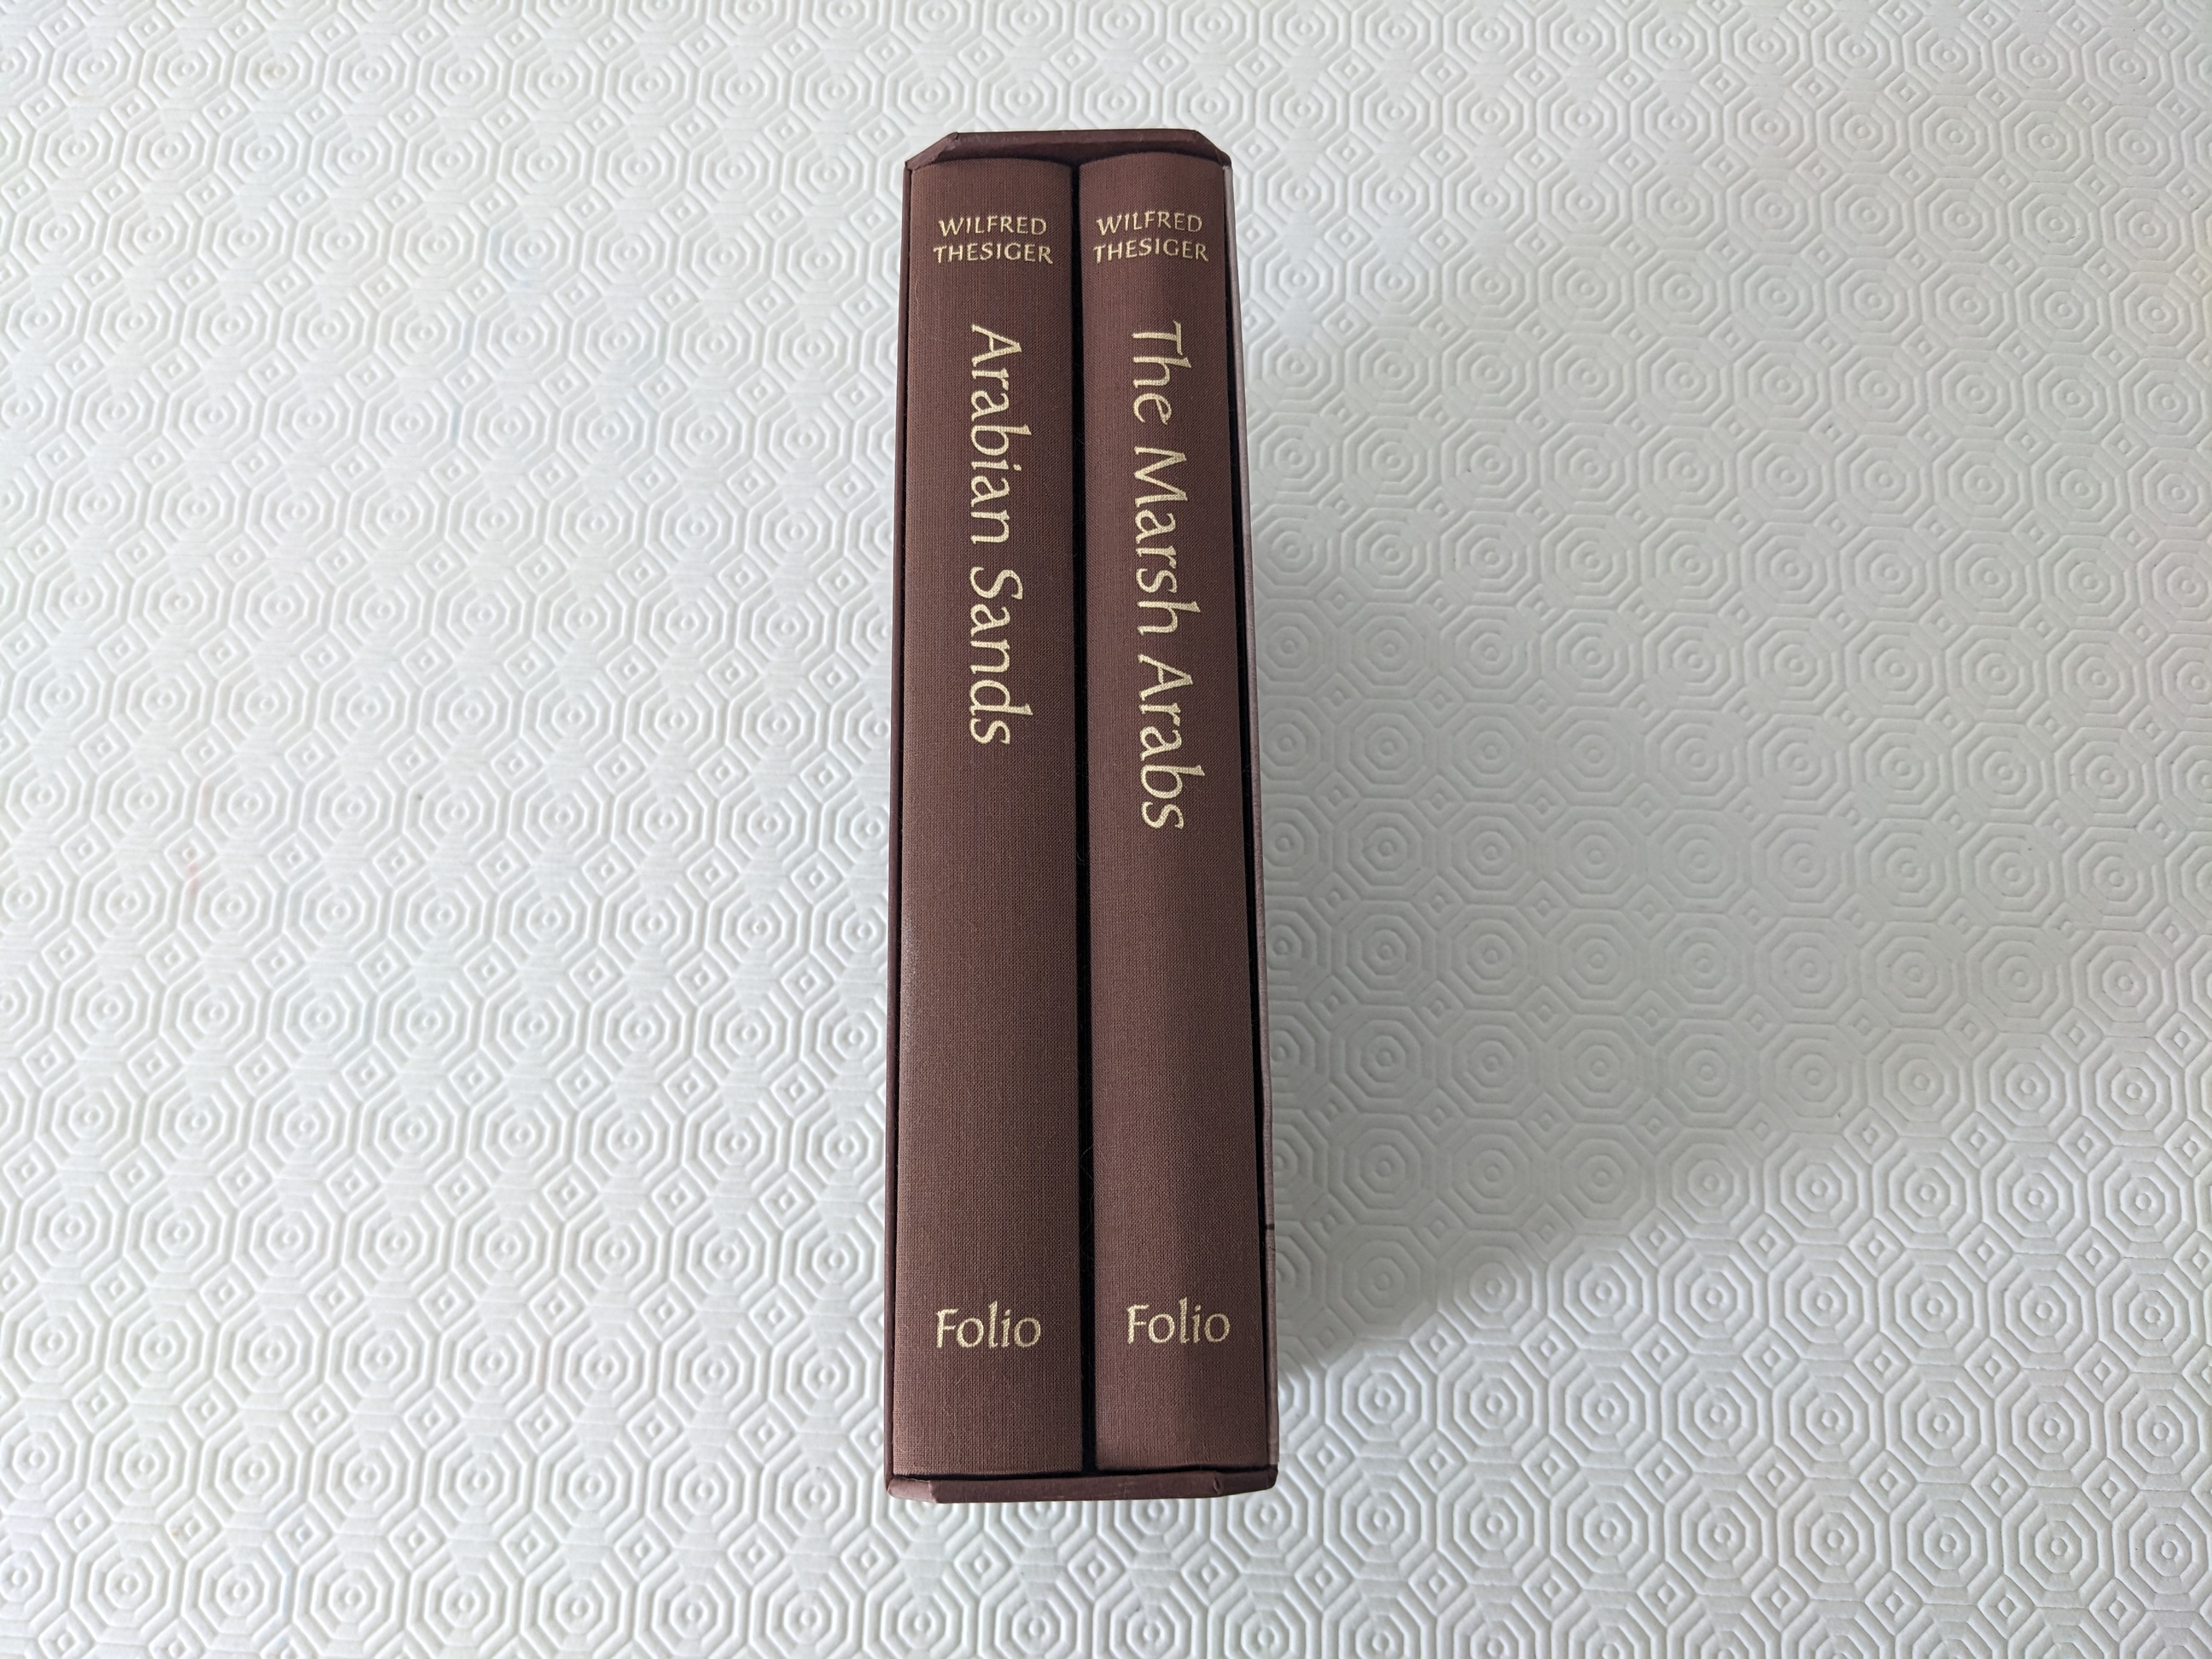 WILFRED
THESIGER
Arabian Sands
Folio
WILFRED
THESIGER
The Marsh Arabs
Folio